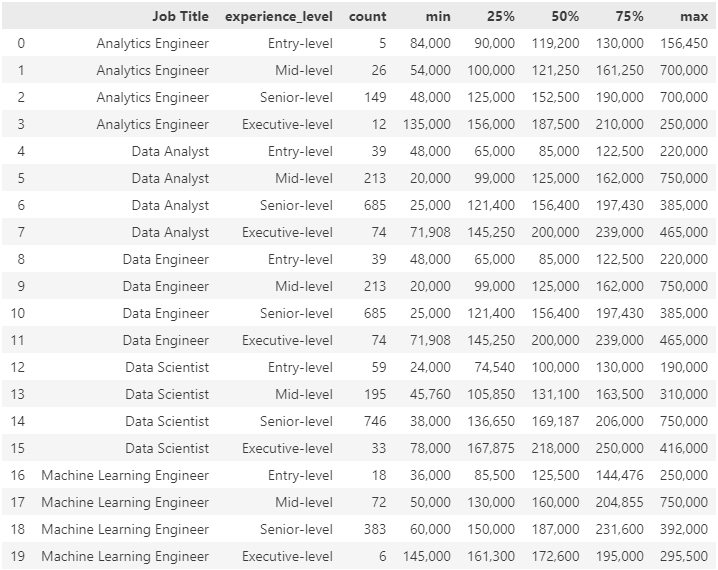 Job Title experience_level count min 25% 50% 75% max
0 Analytics Engineer Entry-level 5 84,000 90,000 119,200 130,000 156,450
1 Analytics Engineer Mid-level 26 54,000 100,000 121,250 161,250 700,000
2 Analytics Engineer Senior-level 149 48,000 125,000 152,500 190,000 700,000
3 Analytics Engineer Executive-level 12 135,000 156,000 187,500 210,000 250,000
4 Data Analyst Entry-level 39 48,000 65,000 85,000 122,500 220,000
5 Data Analyst Mid-level 213 20,000 99,000 125,000 162,000 750,000
6 Data Analyst Senior-level 685 25,000 121,400 156,400 197,430 385,000
7 Data Analyst Executive-level 74 71,908 145,250 200,000 239,000 465,000
8 Data Engineer Entry-level 39 48,000 65,000 85,000 122,500 220,000
9 Data Engineer Mid-level 213 20,000 99,000 125,000 162,000 750,000
10 Data Engineer Senior-level 685 25,000 121,400 156,400 197,430 385,000
11 Data Engineer Executive-level 74 71,908 145,250 200,000 239,000 465,000
12 Data Scientist Entry-level 59 24,000 74,540 100,000 130,000 190,000
13 Data Scientist Mid-level 195 45,760 105,850 131,100 163,500 310,000
14 Data Scientist Senior-level 746 38,000 136,650 169,187 206,000 750,000
15 Data Scientist Executive-level 33 78,000 167,875 218,000 250,000 416,000
16 Machine Learning Engineer Entry-level 18 36,000 85,500 125,500 144,476 250,000
17 Machine Learning Engineer Mid-level 72 50,000 130,000 160,000 204,855 750,000
18 Machine Learning Engineer Senior-level 383 60,000 150,000 187,000 231,600 392,000
19 Machine Learning Engineer Executive-level 6 145,000 161,300 172,600 195,000 295,500